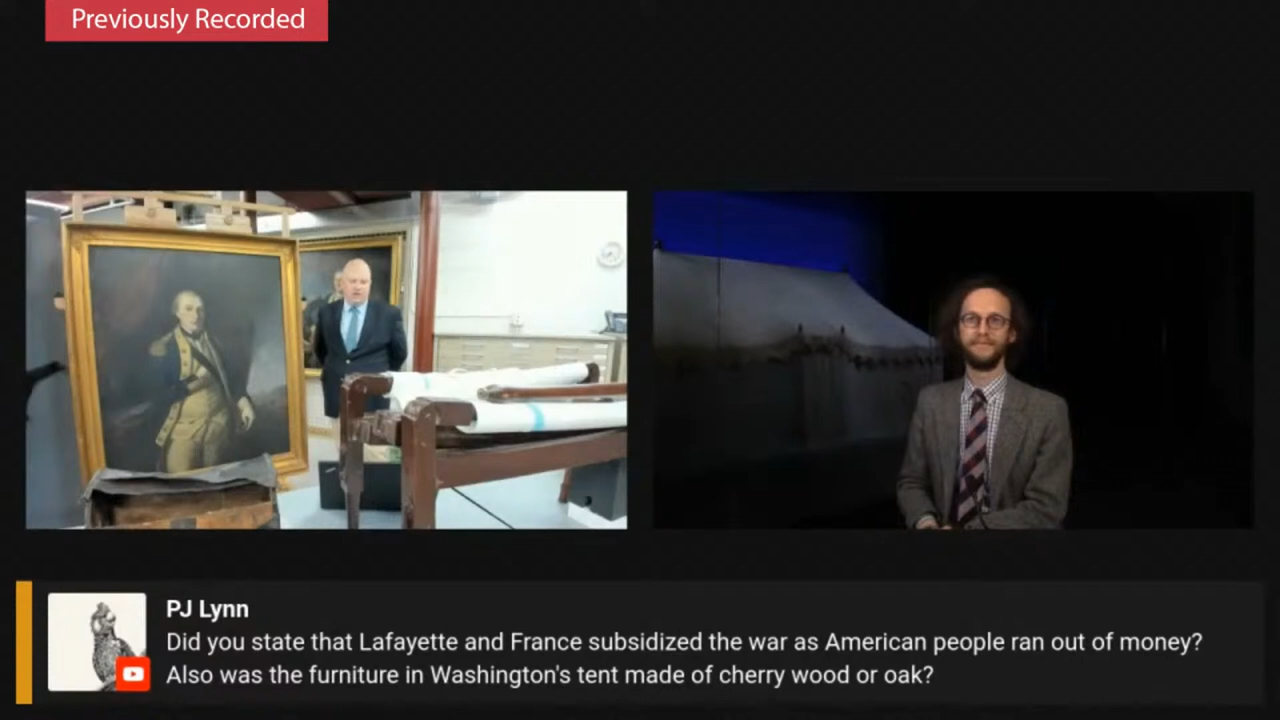 Previously Recorded
PJ Lynn
Did you state that Lafayette and France subsidized the war as American people ran out of money?
Also was the furniture in Washington's tent made of cherry wood or oak?